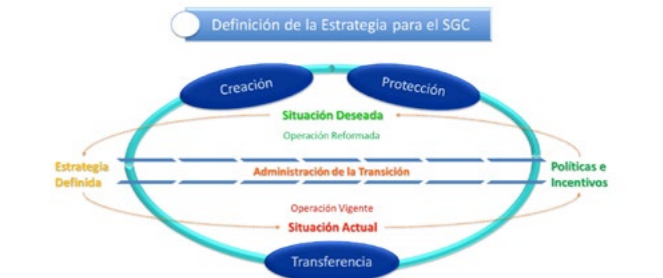 Definición de la Estrategia para el SGC
Creación
Protección
Situación Deseada
Operación Reformada
Estrategia
Definida
Administración de la Transición
Políticas e
Incentivos
Operación Vigente
Situación Actual
Transferencia